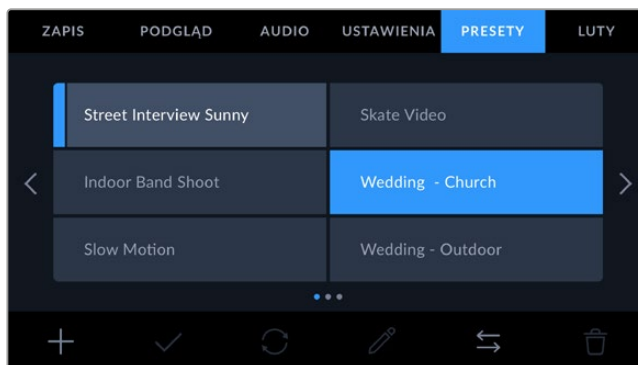 ZAPIS PODGLĄD AUDIO USTAWIENIA PRESETY LUTY
Street Interview Sunny Skate Video
Indoor Band Shoot Wedding - Church
Slow Motion Wedding - Outdoor